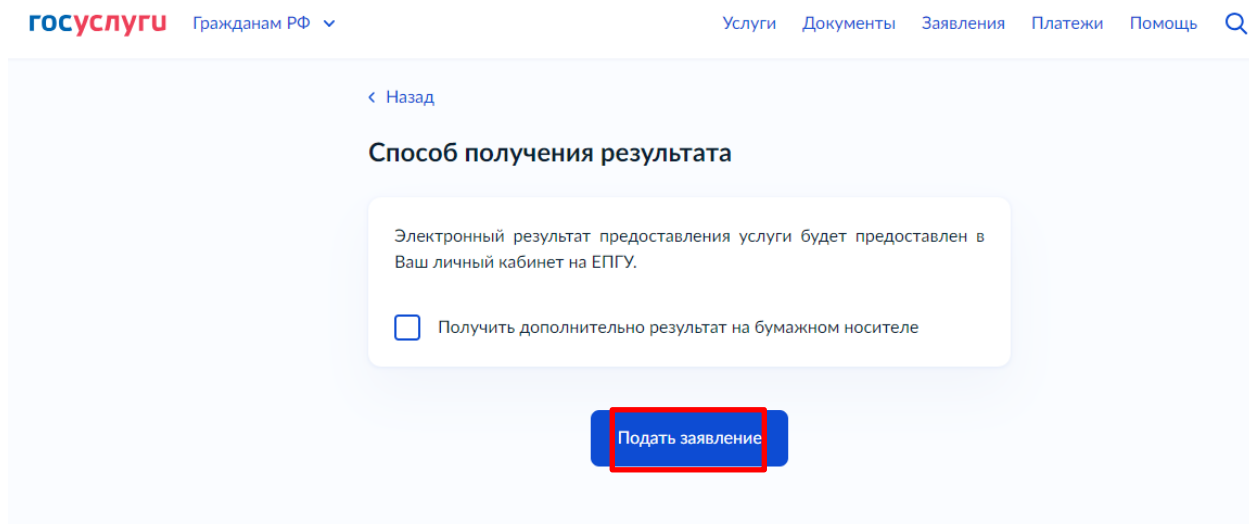 госуслуги Гражданам РФ Услуги Документы Заявления Платежи Помощь
Назад
Способ получения результата
Электронный результат предоставления услуги будет предоставлен в
Ваш личный кабинет на ЕПГУ.
Получить дополнительно результат на бумажном носителе
Подать заявление